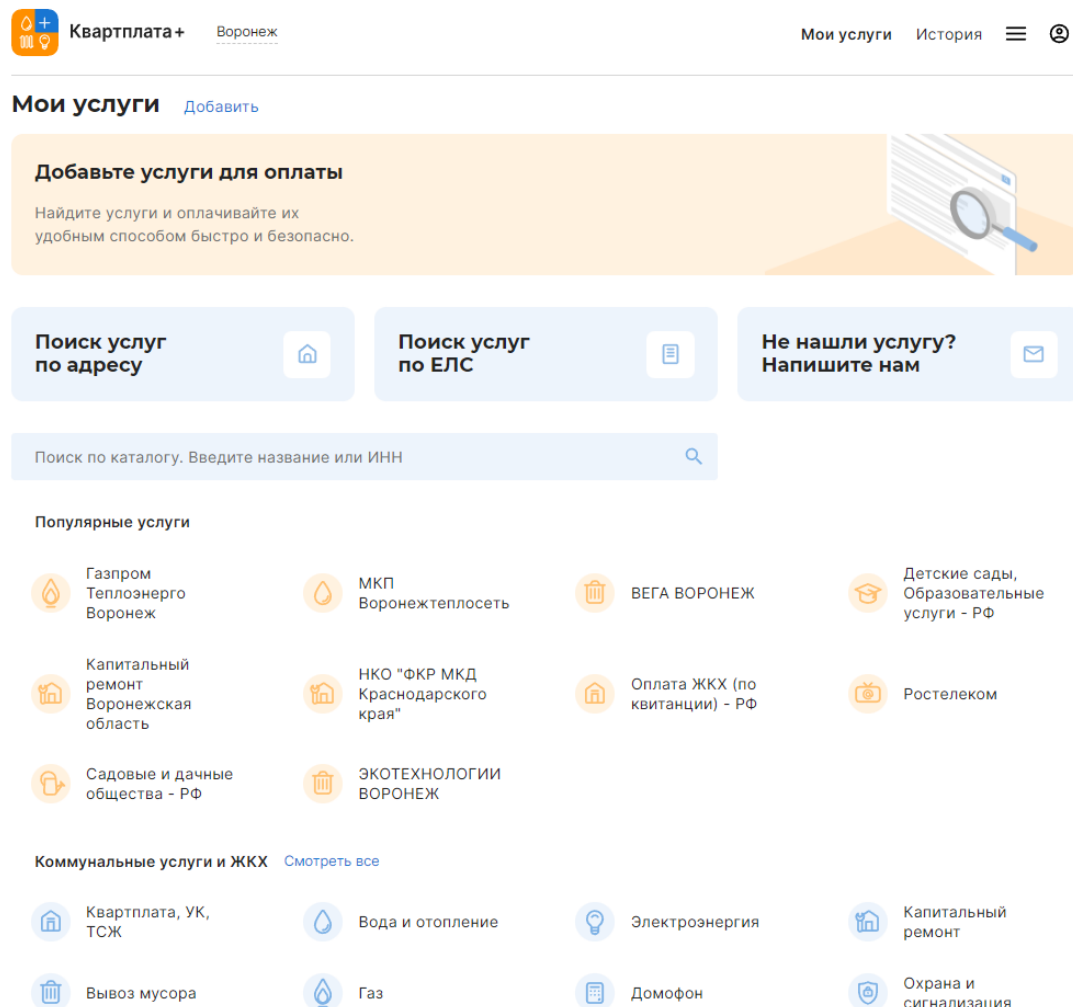 Квартплата+
Воронеж
Мои услуги
История
Мои услуги
Добавить
Добавьте услуги для оплаты
Найдите услуги и оплачивайте их
удобным способом быстро и безопасно.
Поиск услуг
по адресу
Поиск услуг
по ЕЛС
Не нашли услугу?
Напишите нам
Поиск по каталогу. Введите название или ИНН
Популярные услуги
Газпром
Теплоэнерго
Воронеж
МКП
Воронежтеплосеть
ВЕГА ВОРОНЕЖ
Детские сады,
Образовательные
услуги - РФ
Капитальный
ремонт
Воронежская
область
НКО "ФКР МКД
Краснодарского
края"
Оплата ЖКХ (по
квитанции) - РФ
Ростелеком
Садовые и дачные
общества - РФ
ЭКОТЕХНОЛОГИИ
ВОРОНЕЖ
Коммунальные услуги и ЖКХ
Смотреть все
Квартплата, УК,
ТСЖ
Вода и отопление
Электроэнергия
Капитальный
ремонт
Вывоз мусора
Газ
Домофон
Охрана и
сигнализация